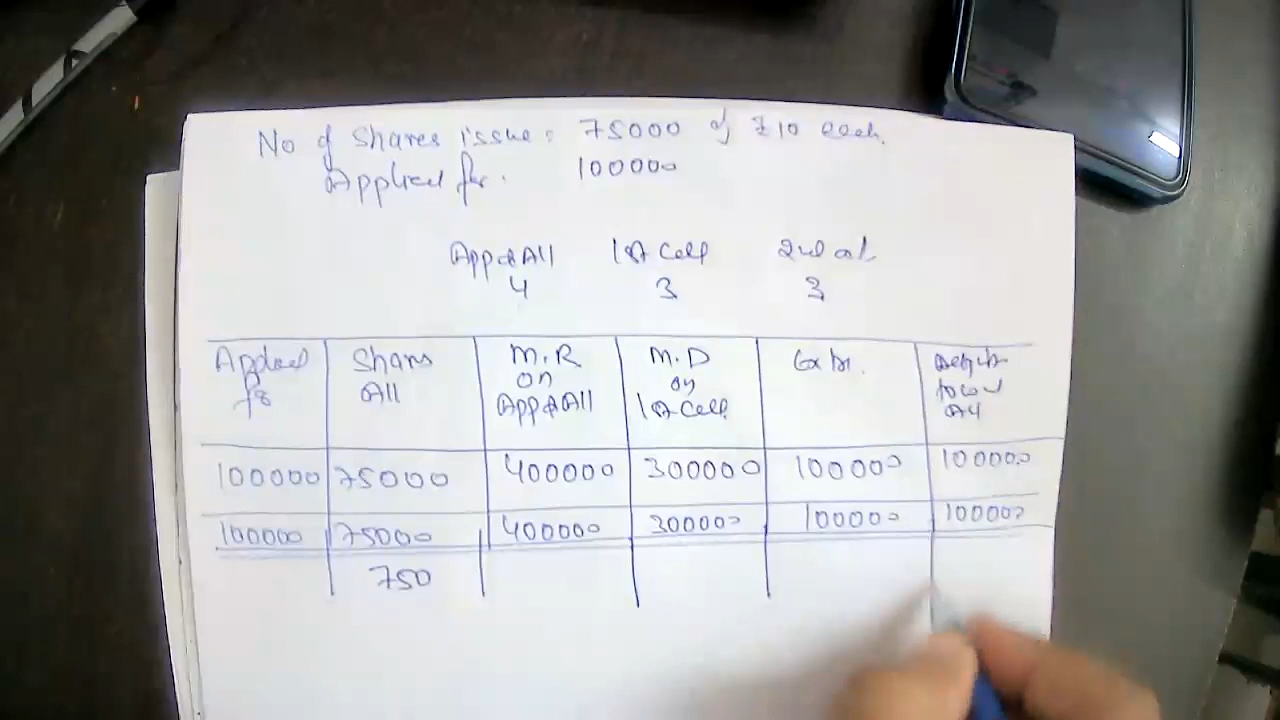 No of Shares issue: 75000 of ₹10 each.
Applied for. 100000
App & All 1st Call 2nd
4 3 3
Applied for Shares All M.R on App & All M.D on 1st Call
100000 75000 400000 300000 100000 100000
100000 75000 400000 300000 100000 100000
750